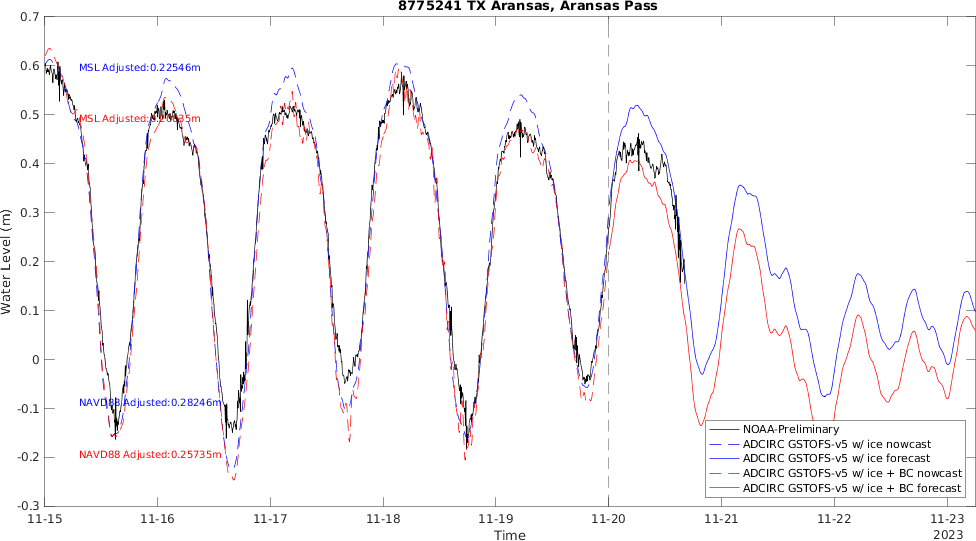 8775241 TX Aransas, Aransas Pass
0.7
0.6
0.5
0.4
0.3
0.2
0.1
0
-0.1
-0.2
-0.3
Water Level (m)
MSL Adjusted:0.22546m
MSL Adjusted:
NAVD88 Adjusted:0.28246m
NAVD88 Adjusted:0.25735m
NOAA-Preliminary
ADCIRC GSTOFS-v5 w/ ice nowcast
ADCIRC GSTOFS-v5 w/ ice forecast
ADCIRC GSTOFS-v5 w/ ice + BC nowcast
ADCIRC GSTOFS-v5 w/ ice + BC forecast
11-15 11-16 11-17 11-18 11-19 11-20 11-21 11-22 11-23
Time
2023